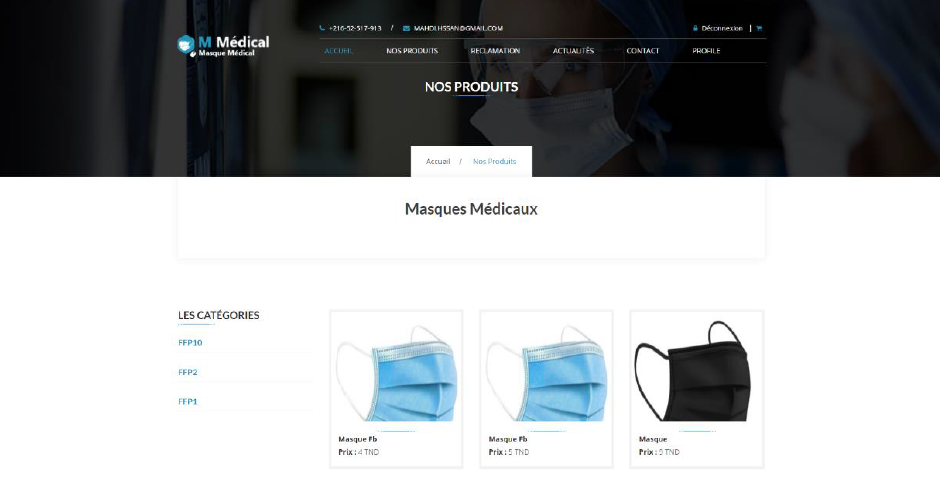 +216-52-517-913 / MAHDI.HSSAN@GMAIL.COM Déconnexion |
M Médical
Masque Médical
ACCUEIL NOS PRODUITS RECLAMATION ACTUALITÉS CONTACT PROFILE
NOS PRODUITS
Accueil / Nos Produits
Masques Médicaux
LES CATÉGORIES
FFP10
FFP2
FFP1
Masque Fb
Prix : 4 TND
Masque Fb
Prix : 5 TND
Masque
Prix : 5 TND